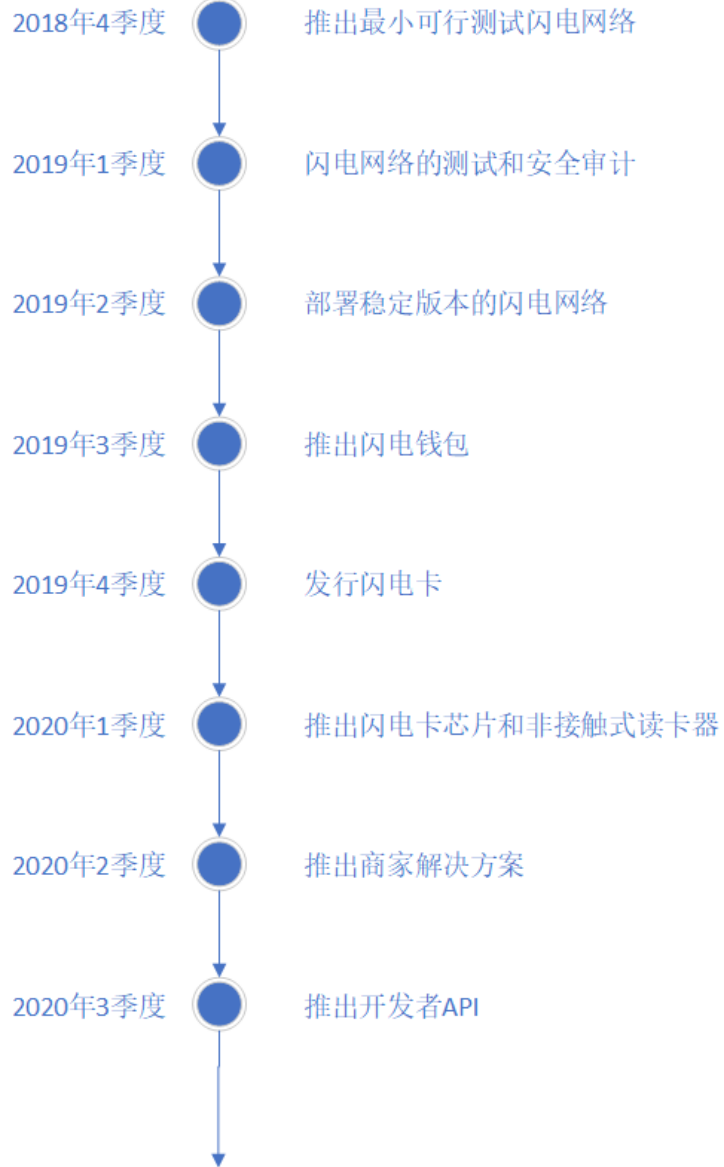 2018年4季度 推出最小可行测试闪电网络
2019年1季度 闪电网络的测试和安全审计
2019年2季度 部署稳定版本的闪电网络
2019年3季度 推出闪电钱包
2019年4季度 发行闪电卡
2020年1季度 推出闪电卡芯片和非接触式读卡器
2020年2季度 推出商家解决方案
2020年3季度 推出开发者API